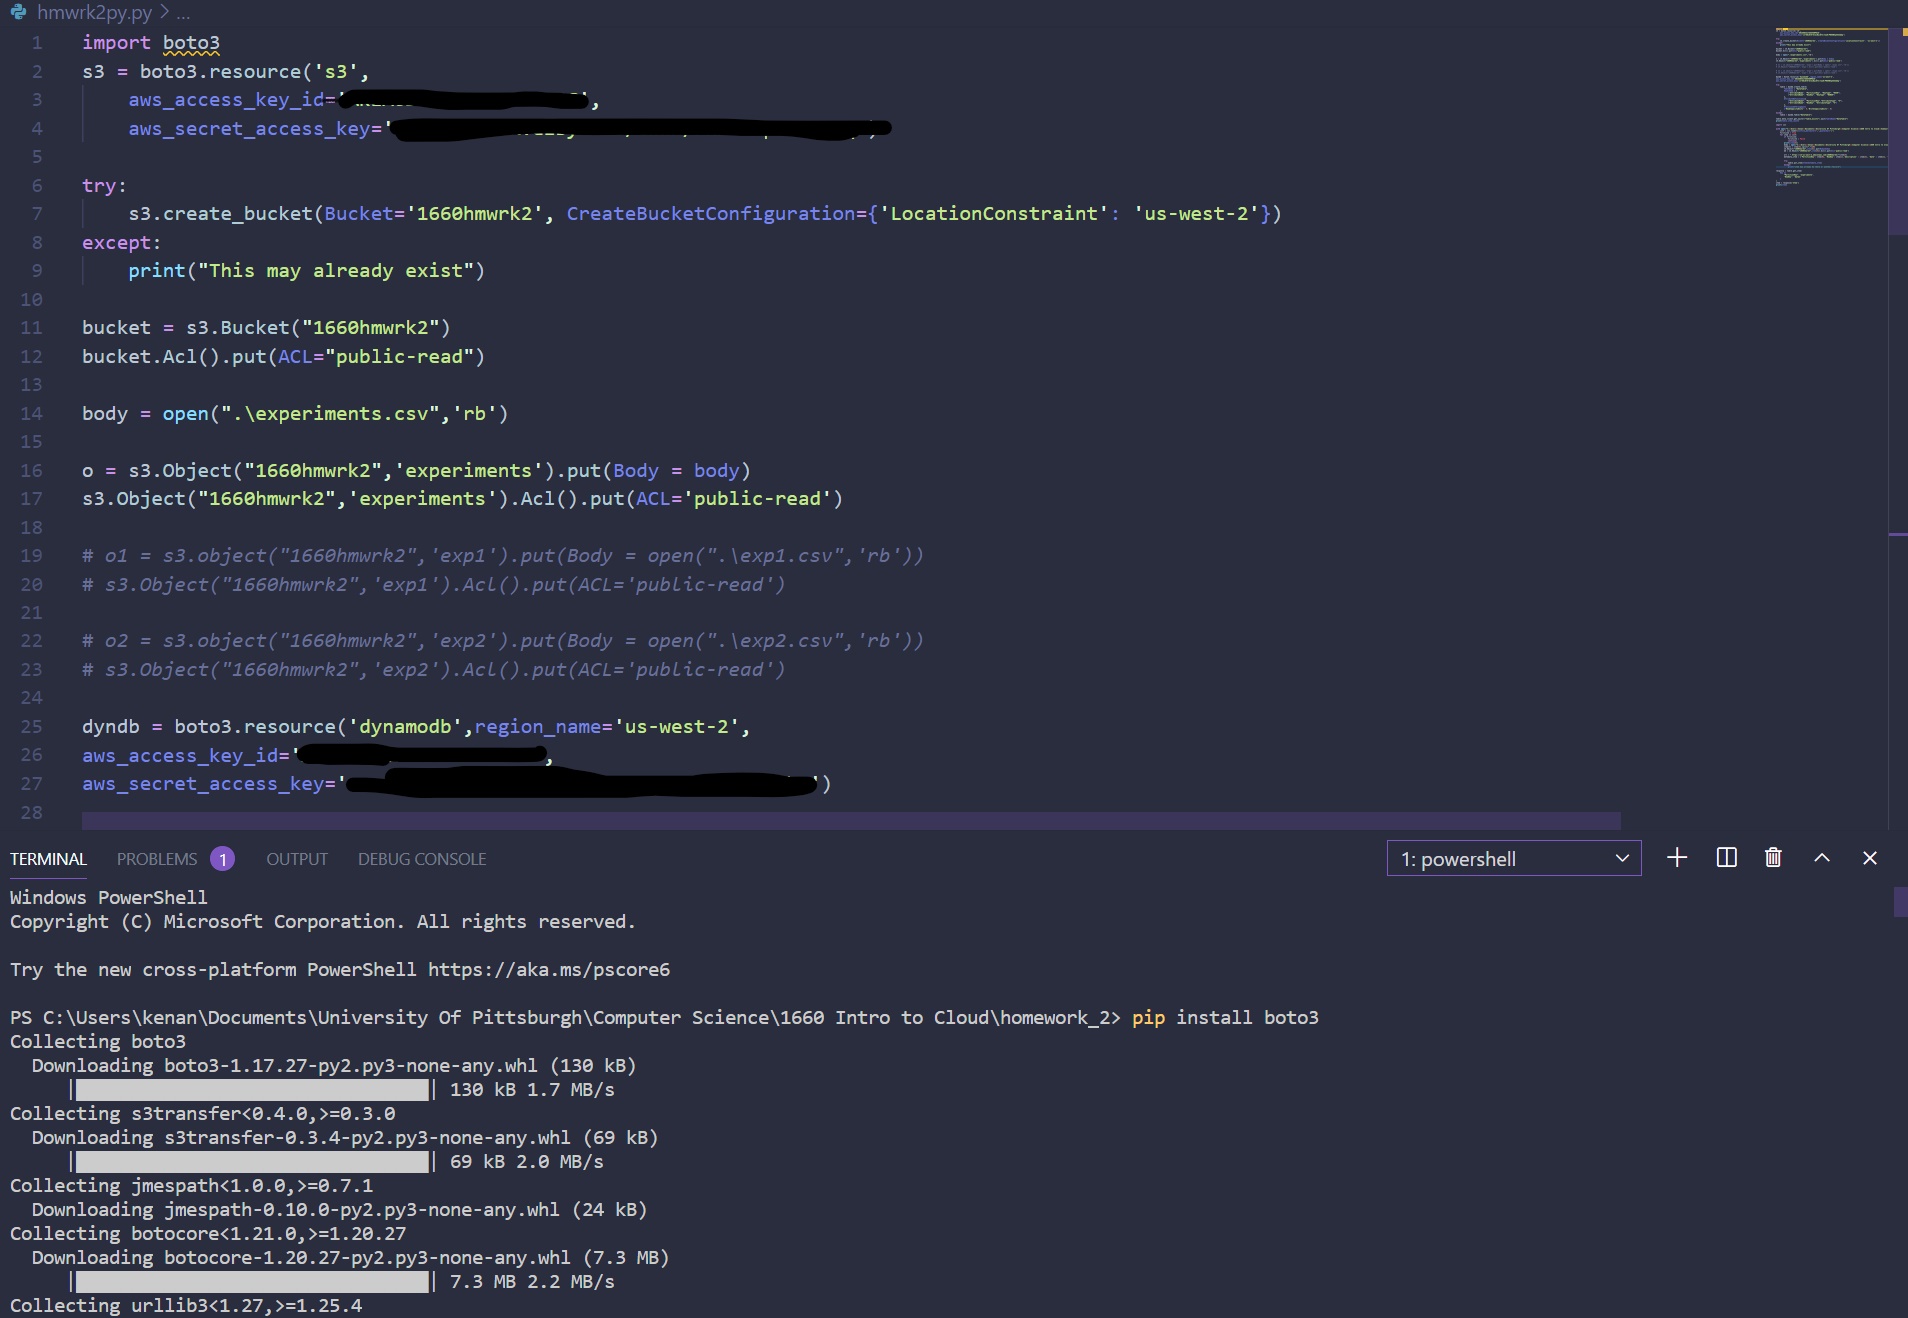 hmwrk2py.py > ...
1 import boto3
2 s3 = boto3.resource('s3',
3     aws_access_key_id='
4     aws_secret_access_key='
5
6 try:
7     s3.create_bucket(Bucket='1660hmwrk2', CreateBucketConfiguration={'LocationConstraint': 'us-west-2'})
8 except:
9     print("This may already exist")
10
11 bucket = s3.Bucket("1660hmwrk2")
12 bucket.Acl().put(ACL="public-read")
13
14 body = open(".\experiments.csv",'rb')
15
16 o = s3.Object("1660hmwrk2",'experiments').put(Body = body)
17 s3.Object("1660hmwrk2",'experiments').Acl().put(ACL='public-read')
18
19 # o1 = s3.object("1660hmwrk2",'exp1').put(Body = open(".\exp1.csv",'rb'))
20 # s3.Object("1660hmwrk2",'exp1').Acl().put(ACL='public-read')
21
22 # o2 = s3.object("1660hmwrk2",'exp2').put(Body = open(".\exp2.csv",'rb'))
23 # s3.Object("1660hmwrk2",'exp2').Acl().put(ACL='public-read')
24
25 dyndb = boto3.resource('dynamodb',region_name='us-west-2',
26 aws_access_key_id='
27 aws_secret_access_key=' ')
28
TERMINAL PROBLEMS 1 OUTPUT DEBUG CONSOLE 1: powershell
Windows PowerShell
Copyright (C) Microsoft Corporation. All rights reserved.
Try the new cross-platform PowerShell https://aka.ms/pscore6
PS C:\Users\kenan\Documents\University Of Pittsburgh\Computer Science\1660 Intro to Cloud\homework_2> pip install boto3
Collecting boto3
Downloading boto3-1.17.27-py2.py3-none-any.whl (130 kB)
| | 130 kB 1.7 MB/s
Collecting s3transfer<0.4.0,>=0.3.0
Downloading s3transfer-0.3.4-py2.py3-none-any.whl (69 kB)
| | 69 kB 2.0 MB/s
Collecting jmespath<1.0.0,>=0.7.1
Downloading jmespath-0.10.0-py2.py3-none-any.whl (24 kB)
Collecting botocore<1.21.0,>=1.20.27
Downloading botocore-1.20.27-py2.py3-none-any.whl (7.3 MB)
| | 7.3 MB 2.2 MB/s
Collecting urllib3<1.27,>=1.25.4